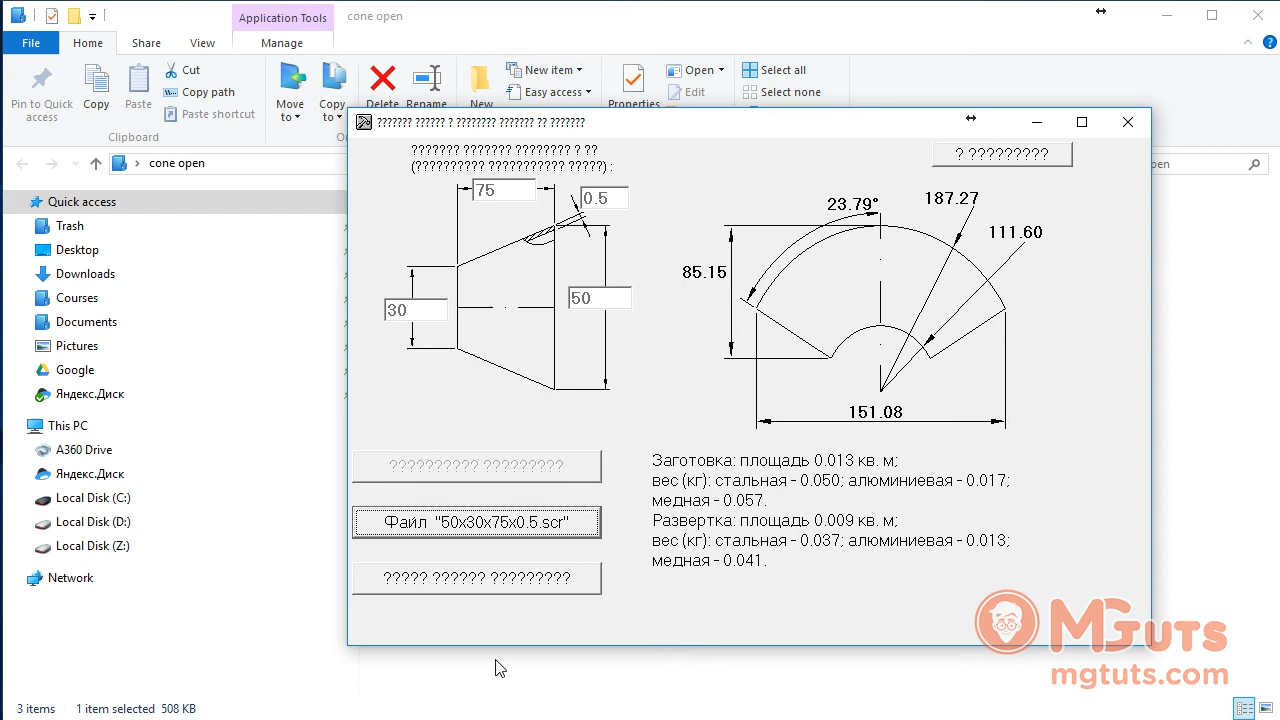 Application Tools
cone open
File
Home
Share
View
Manage
Pin to Quick access
Copy
Paste
Cut
Copy path
Paste shortcut
Move to
Copy to
Delete
Rename
New
New item
Easy access
Properties
Open
Edit
Select all
Select none
Clipboard
cone open
Quick access
Trash
Desktop
Downloads
Courses
Documents
Pictures
Google
Яндекс.Диск
This PC
A360 Drive
Яндекс.Диск
Local Disk (C:)
Local Disk (D:)
Local Disk (Z:)
Network
3 items
1 item selected 508 KB
??????? ?????? ? ???????? ??????? ?? ???????
??????? ??????? ???????? ? ??
(?????????? ?????????? ????) :
? ?????????
75
0.5
30
50
23.79°
187.27
111.60
85.15
151.08
?????????? ?????????
Файл "50x30x75x0.5.scr"
????? ?????? ?????????
Заготовка: площадь 0.013 кв. м;
вес (кг): стальная - 0.050; алюминиевая - 0.017;
медная - 0.057.
Развертка: площадь 0.009 кв. м;
вес (кг): стальная - 0.037; алюминиевая - 0.013;
медная - 0.041.
MGTUTS
mgtuts.com